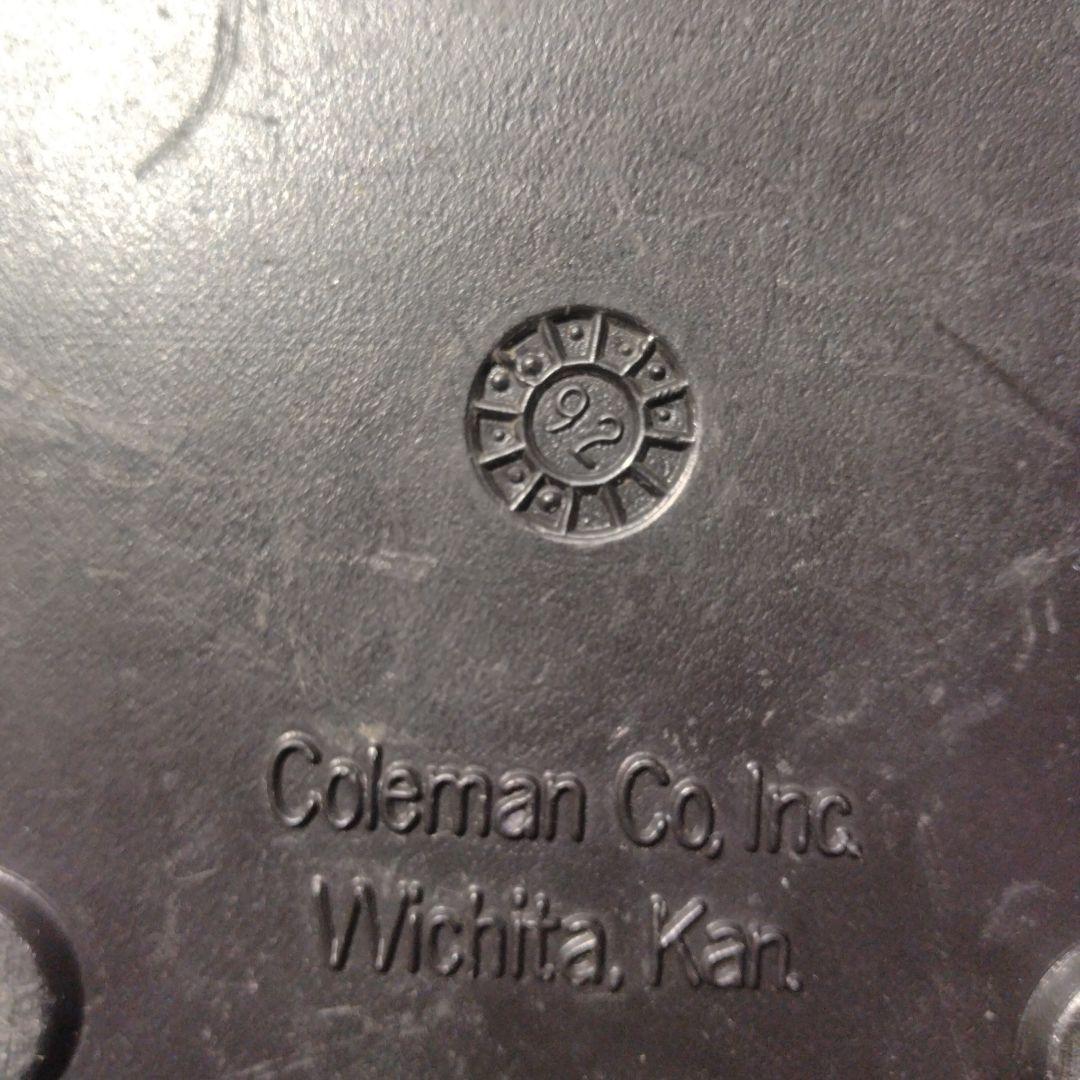 92
Coleman Co., Inc.
Wichita, Kan.